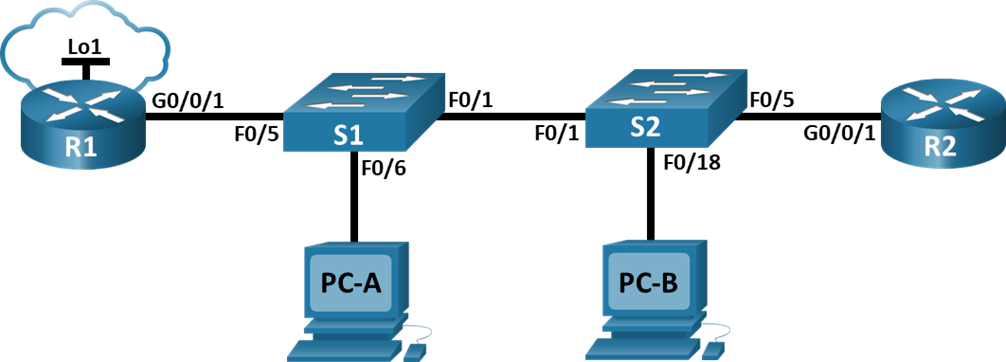 Lo1
R1
G0/0/1
F0/5
S1
F0/1
F0/6
F0/1
S2
F0/5
F0/18
G0/0/1
R2
PC-A
PC-B